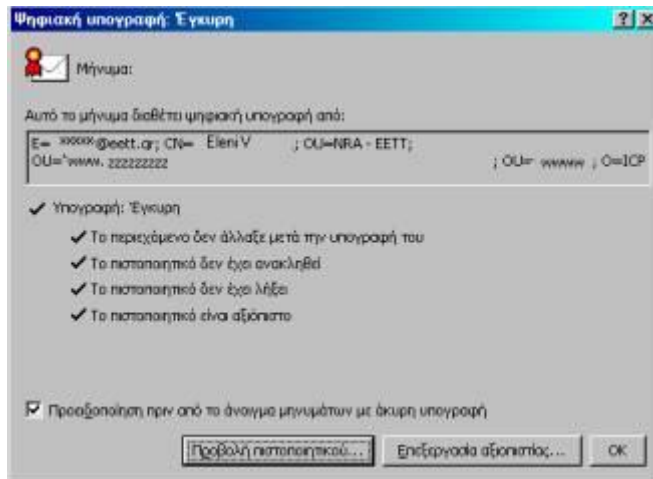 Ψηφιακή υπογραφή: Έγκυρη
Μήνυμα:
Αυτό το μήνυμα διαθέτει ψηφιακή υπογραφή από:
E= xxxxx@eett.gr; CN= Eleni V ; OU=NRA - EETT;
OU="www. zzzzzzzzz ; OU= wwwww ; O=ICP
Υπογραφή: Έγκυρη
Το περιεχόμενο δεν άλλαξε μετά την υπογραφή του
Το πιστοποιητικό δεν έχει ανακληθεί
Το πιστοποιητικό δεν έχει λήξει
Το πιστοποιητικό είναι αξιόπιστο
Προειδοποίηση πριν από το άνοιγμα μηνυμάτων με άκυρη υπογραφή
Προβολή πιστοποιητικού... Επεξεργασία αξιοπιστίας... OK